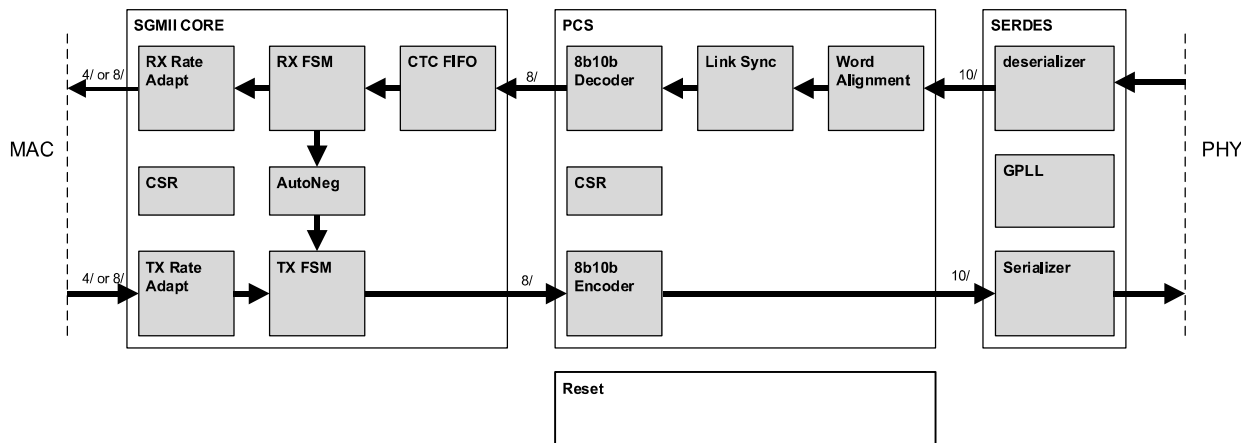 SGMII CORE
PCS
SERDES
RX Rate
Adapt
RX FSM
CTC FIFO
8b10b
Decoder
Link Sync
Word
Alignment
deserializer
4/ or 8/
8/
10/
MAC
PHY
CSR
AutoNeg
CSR
GPLL
TX Rate
Adapt
TX FSM
8b10b
Encoder
Serializer
4/ or 8/
8/
10/
Reset